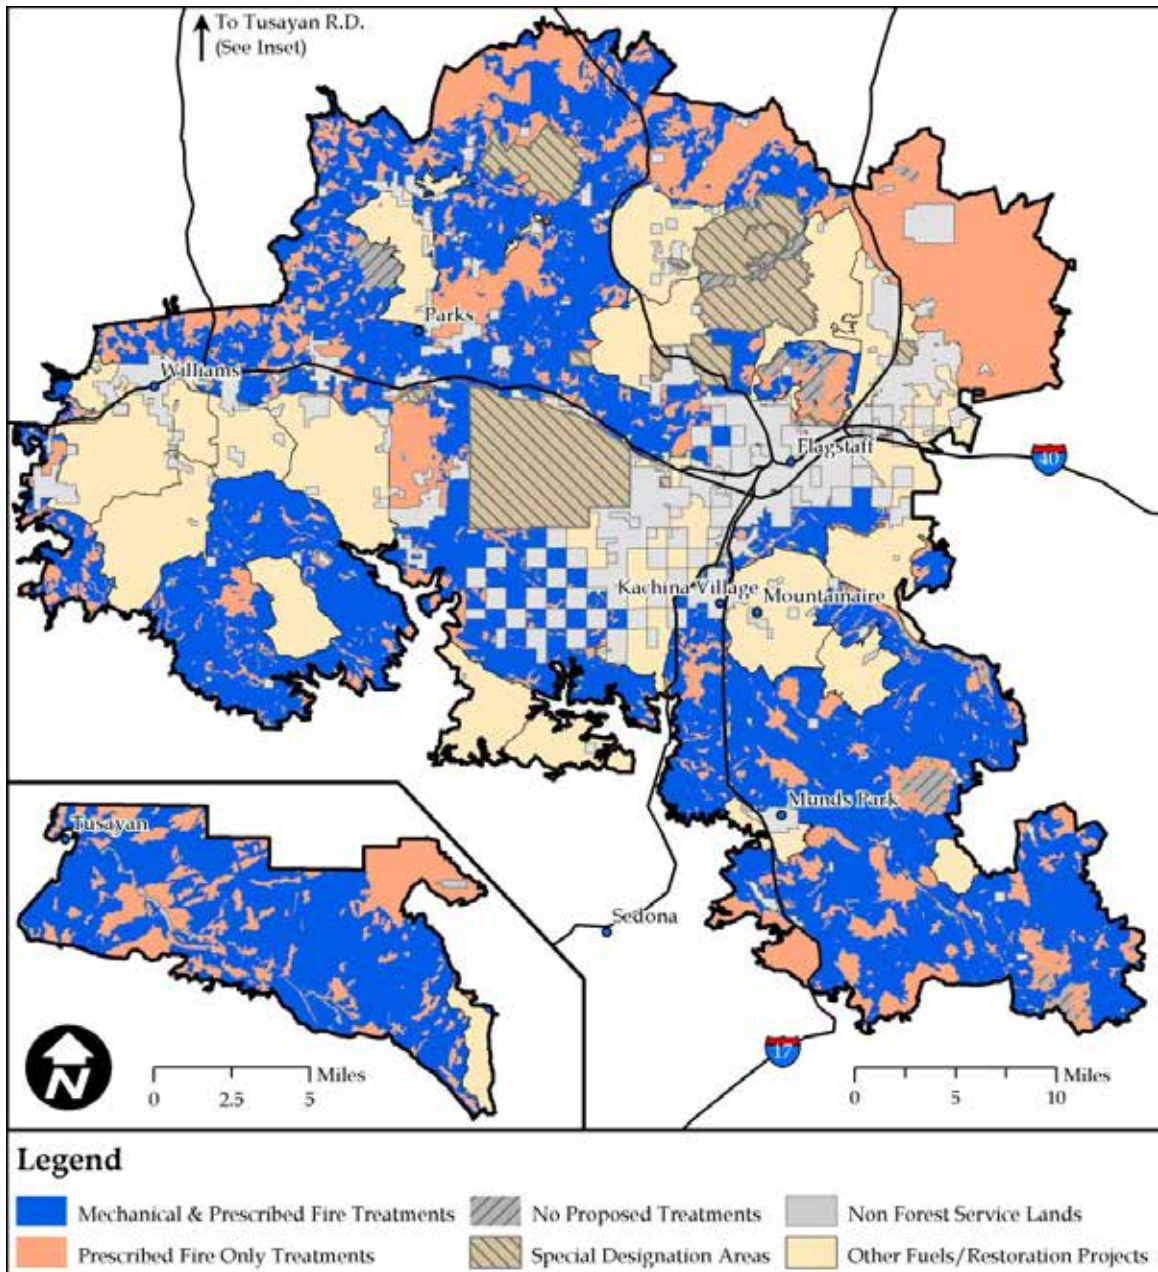 To Tusayan R.D.
(See Inset)
Parks
Williams
Flagstaff
40
Kachina Village
Mountainaire
Munds Park
Tusayan
Sedona
17
N
Miles
0 2.5 5
Miles
0 5 10
Legend
Mechanical & Prescribed Fire Treatments
No Proposed Treatments
Non Forest Service Lands
Prescribed Fire Only Treatments
Special Designation Areas
Other Fuels/Restoration Projects